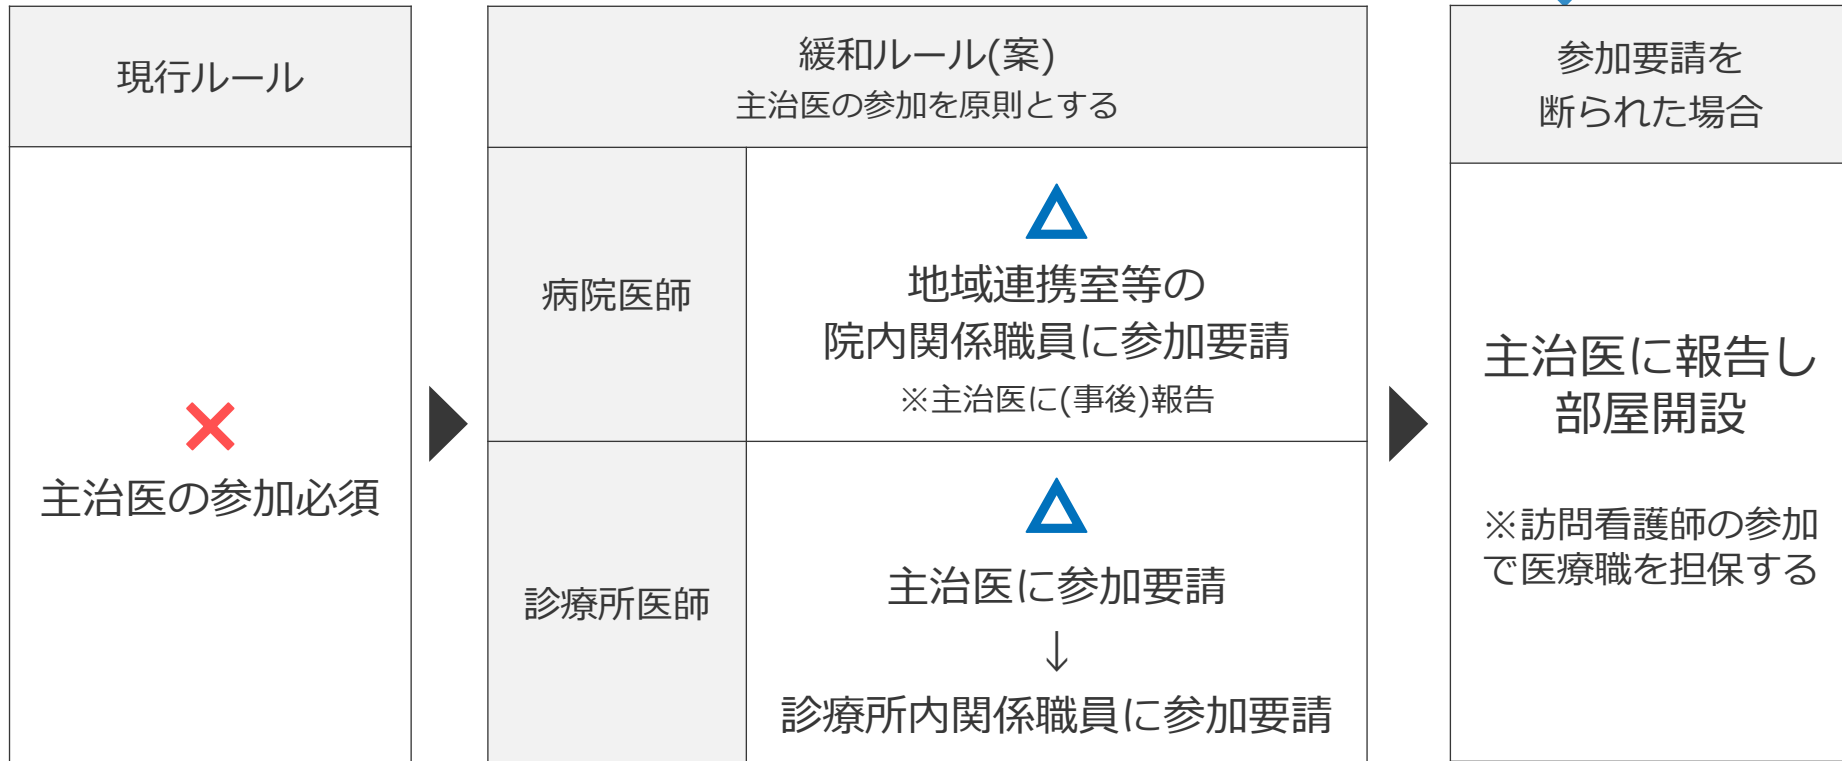 現行ルール
×
主治医の参加必須
緩和ルール(案)
主治医の参加を原則とする
病院医師
△
地域連携室等の
院内関係職員に参加要請
※主治医に(事後)報告
診療所医師
△
主治医に参加要請
↓
診療所内関係職員に参加要請
参加要請を
断られた場合
主治医に報告し
部屋開設
※訪問看護師の参加
で医療職を担保する